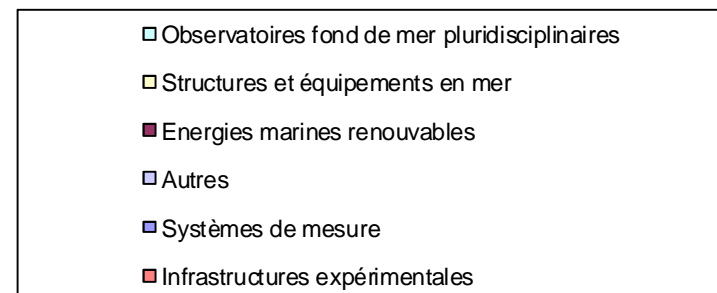 Observatoires fond de mer pluridisciplinaires
Structures et équipements en mer
Energies marines renouvables
Autres
Systèmes de mesure
Infrastructures expérimentales